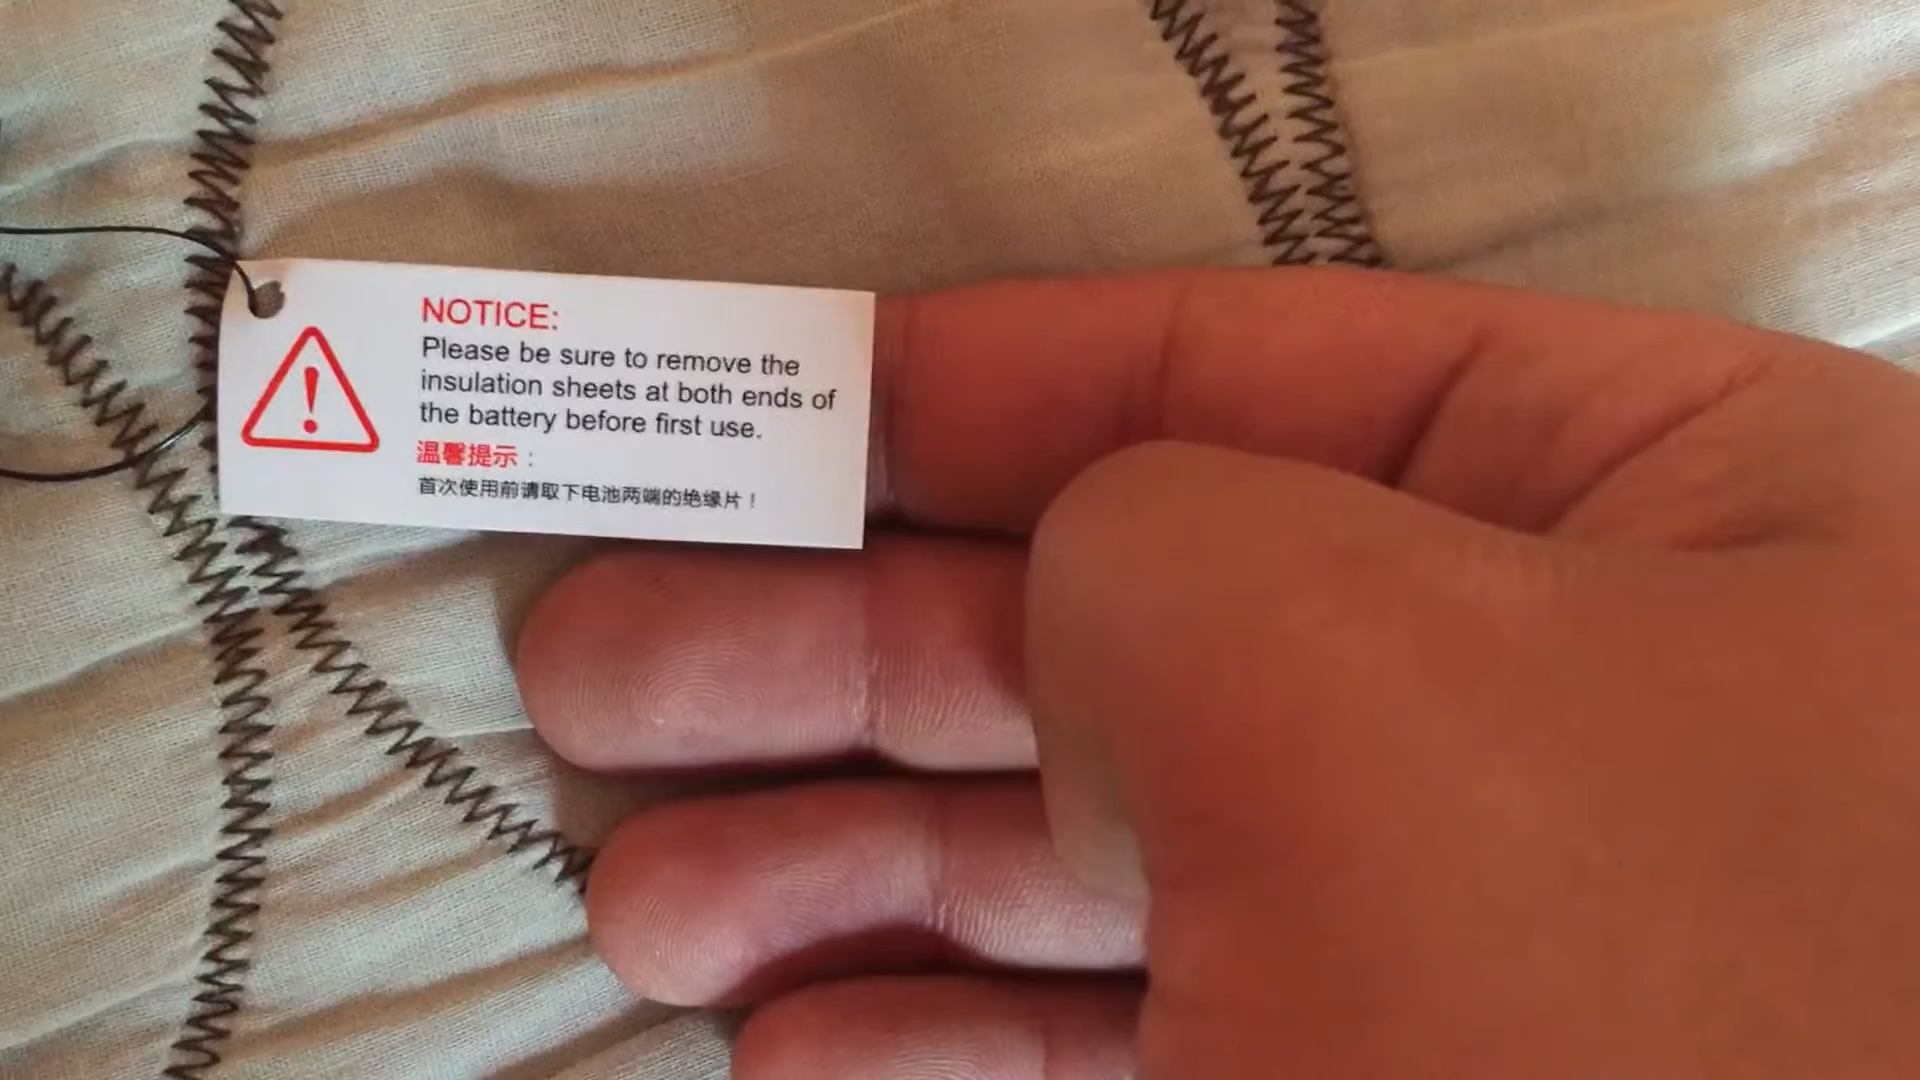 NOTICE:
Please be sure to remove the
insulation sheets at both ends of
the battery before first use.
温馨提示：
首次使用前请取下电池两端的绝缘片！